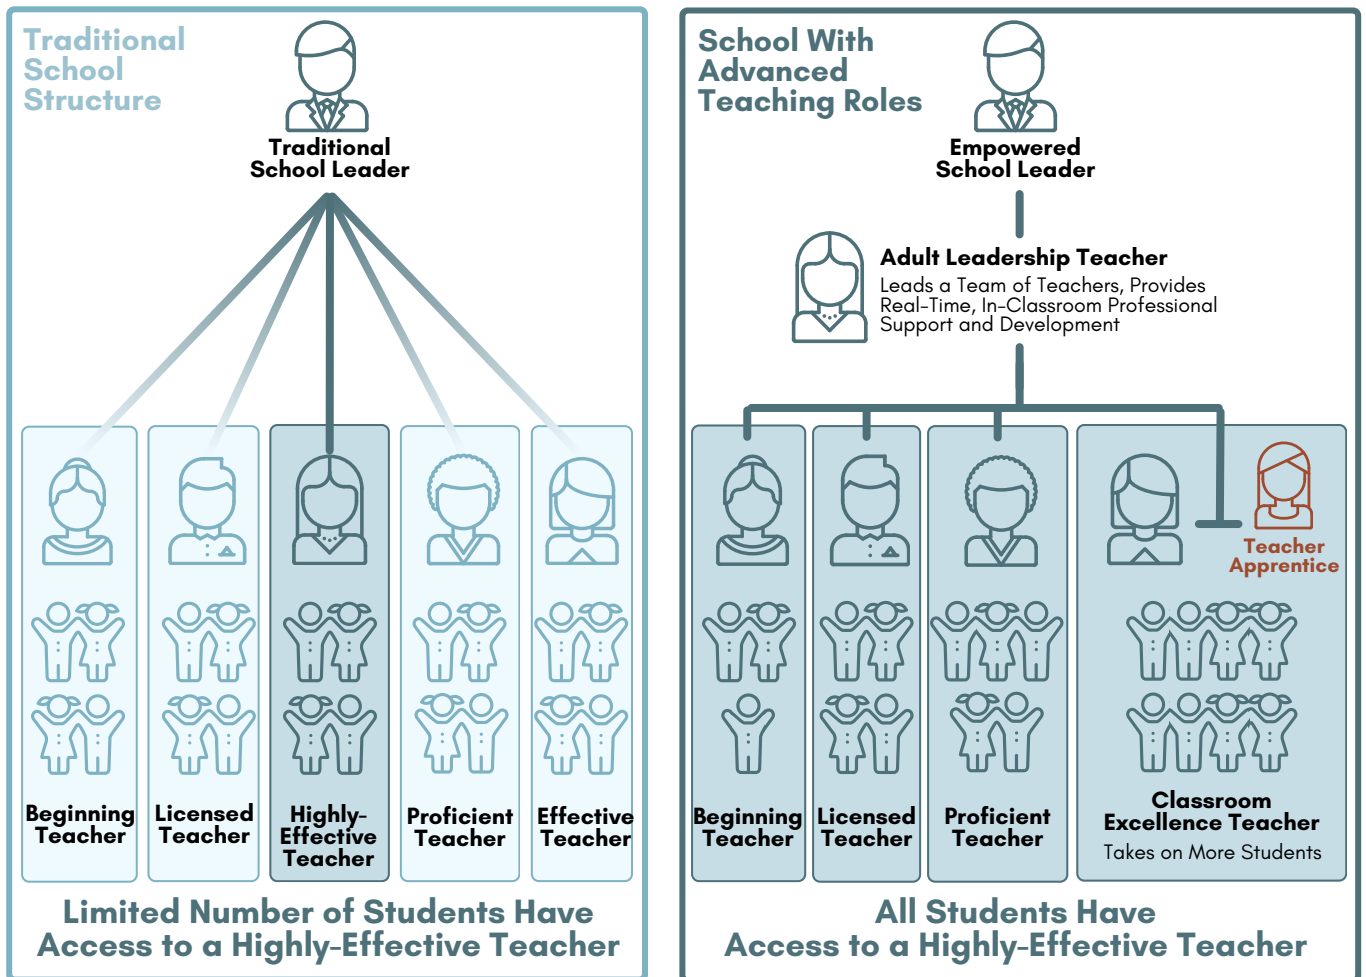 Traditional
School
Structure
Traditional
School Leader
Beginning
Teacher
Licensed
Teacher
Highly-
Effective
Teacher
Proficient
Teacher
Effective
Teacher
Limited Number of Students Have
Access to a Highly-Effective Teacher
School With
Advanced
Teaching Roles
Empowered
School Leader
Adult Leadership Teacher
Leads a Team of Teachers, Provides
Real-Time, In-Classroom Professional
Support and Development
Teacher
Apprentice
Beginning
Teacher
Licensed
Teacher
Proficient
Teacher
Classroom
Excellence Teacher
Takes on More Students
All Students Have
Access to a Highly-Effective Teacher